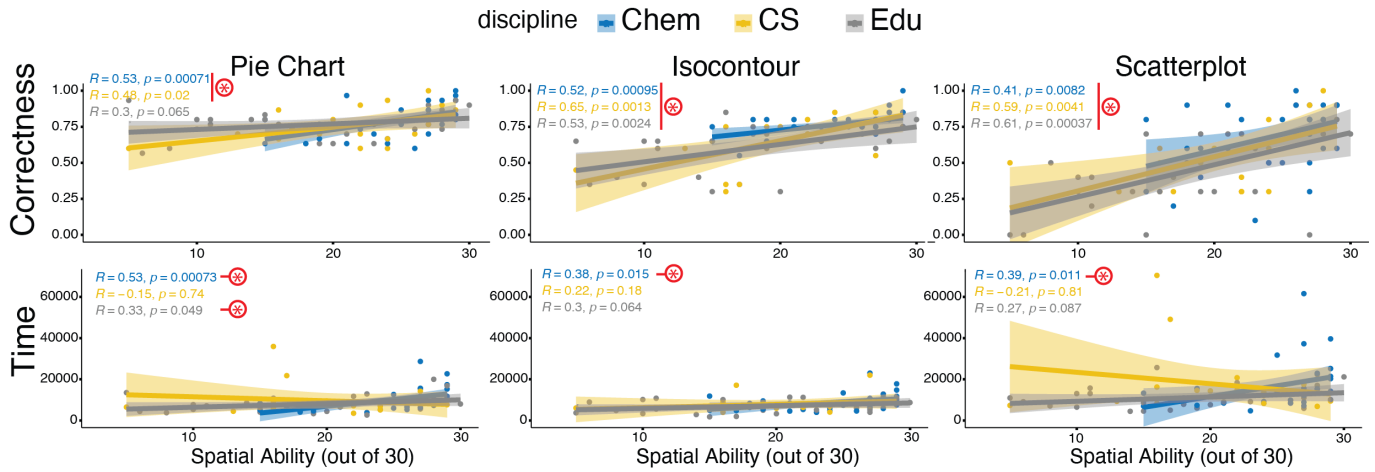 discipline Chem CS Edu
Pie Chart Isocontour Scatterplot
Correctness
R = 0.53, p = 0.00071
R = 0.48, p = 0.02
R = 0.3, p = 0.065
1.00
0.75
0.50
0.25
0.00
10 20 30
R = 0.52, p = 0.00095
R = 0.65, p = 0.0013
R = 0.53, p = 0.0024
1.00
0.75
0.50
0.25
0.00
10 20 30
R = 0.41, p = 0.0082
R = 0.59, p = 0.0041
R = 0.61, p = 0.00037
1.00
0.75
0.50
0.25
0.00
10 20 30
Time
R = 0.53, p = 0.00073
R = −0.15, p = 0.74
R = 0.33, p = 0.049
60000
40000
20000
0
10 20 30
Spatial Ability (out of 30)
R = 0.38, p = 0.015
R = 0.22, p = 0.18
R = 0.3, p = 0.064
60000
40000
20000
0
10 20 30
Spatial Ability (out of 30)
R = 0.39, p = 0.011
R = −0.21, p = 0.81
R = 0.27, p = 0.087
60000
40000
20000
0
10 20 30
Spatial Ability (out of 30)